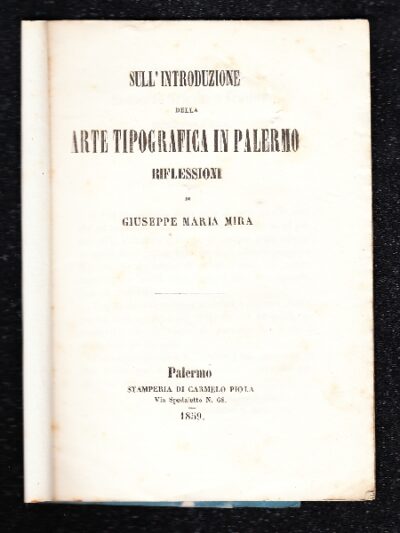 SULL'INTRODUZIONE
DELLA
ARTE TIPOGRAFICA IN PALERMO
RIFLESSIONI
DI
GIUSEPPE MARIA MIRA
Palermo
STAMPERIA DI CARMELO PIOLA
Via Spedaletto N. 68.
1859.